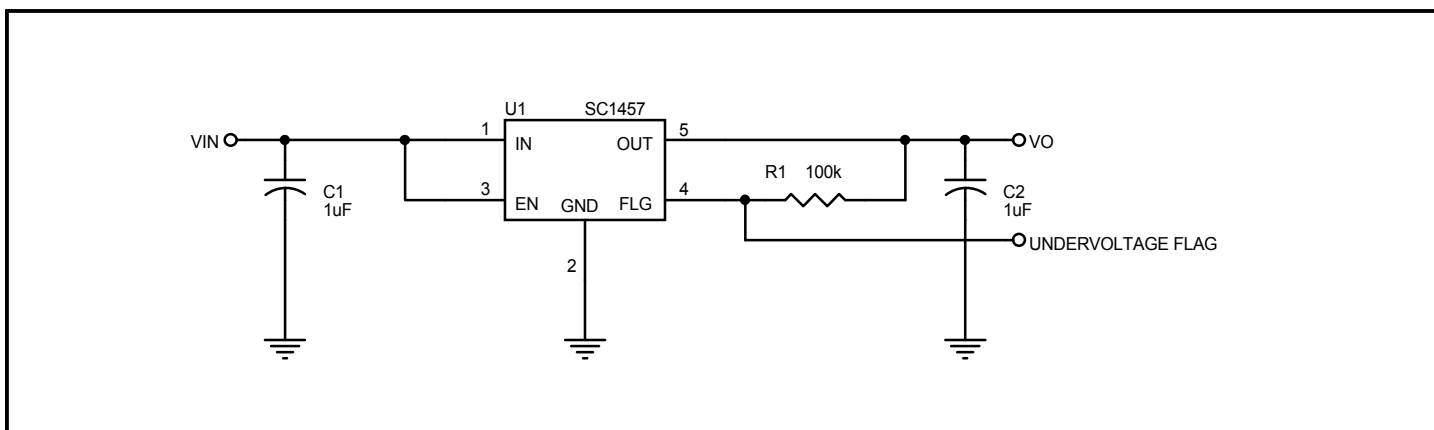 U1 SC1457
VIN
1
IN
OUT
5
VO
R1 100k
3
EN
GND
FLG
4
C1
1uF
C2
1uF
UNDERVOLTAGE FLAG
2